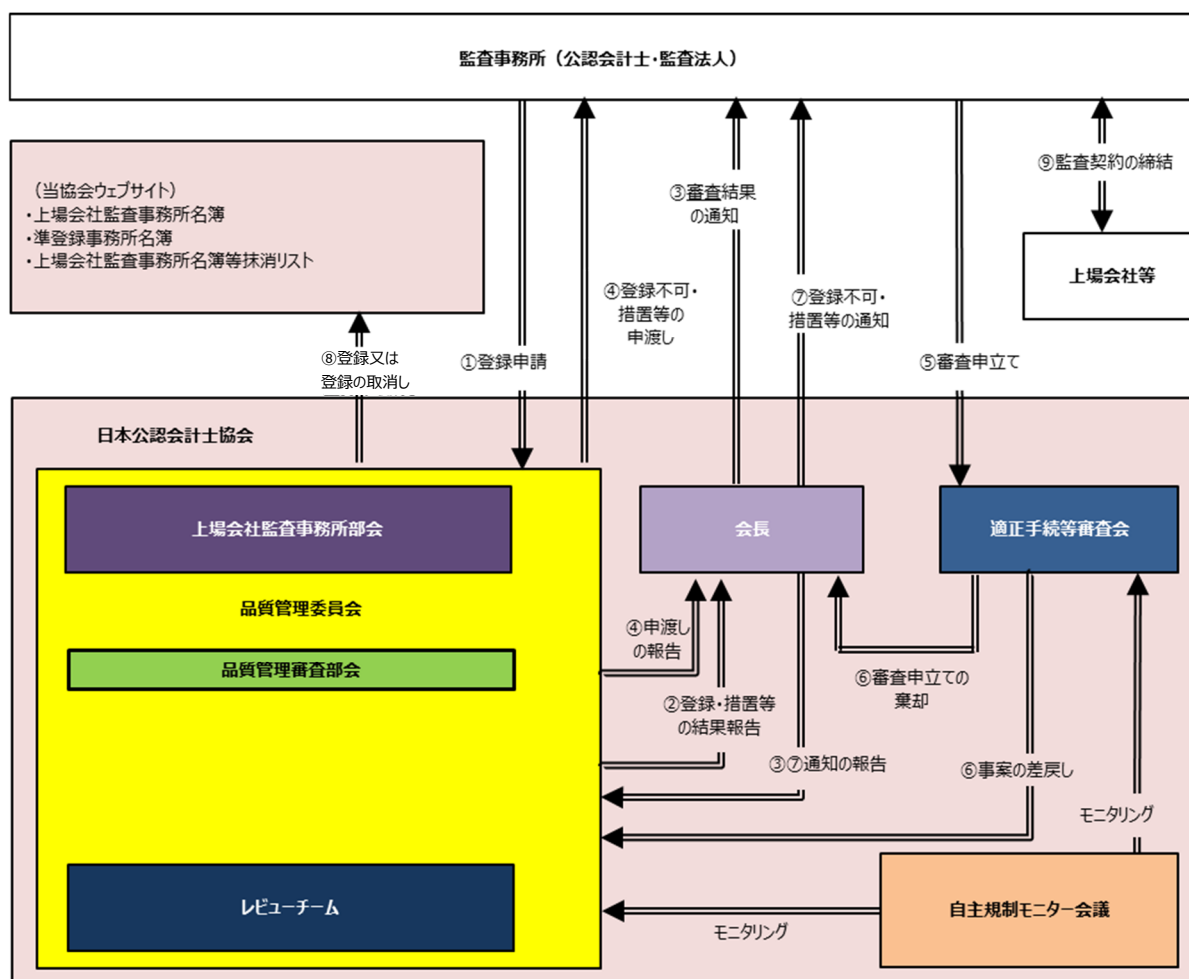 監査事務所（公認会計士・監査法人）
（当協会ウェブサイト）
・上場会社監査事務所名簿
・準登録事務所名簿
・上場会社監査事務所名簿等抹消リスト
⑨監査契約の締結
③審査結果
の通知
上場会社等
④登録不可・
措置等の
申渡し
⑦登録不可・
措置等の通知
⑧登録又は
登録の取消し
①登録申請
⑤審査申立て
日本公認会計士協会
上場会社監査事務所部会
会長
適正手続等審査会
品質管理委員会
品質管理審査部会
④申渡し
の報告
②登録・措置等
の結果報告
⑥審査申立ての
棄却
③⑦通知の報告
⑥事案の差戻し
モニタリング
レビューチーム
モニタリング
自主規制モニター会議